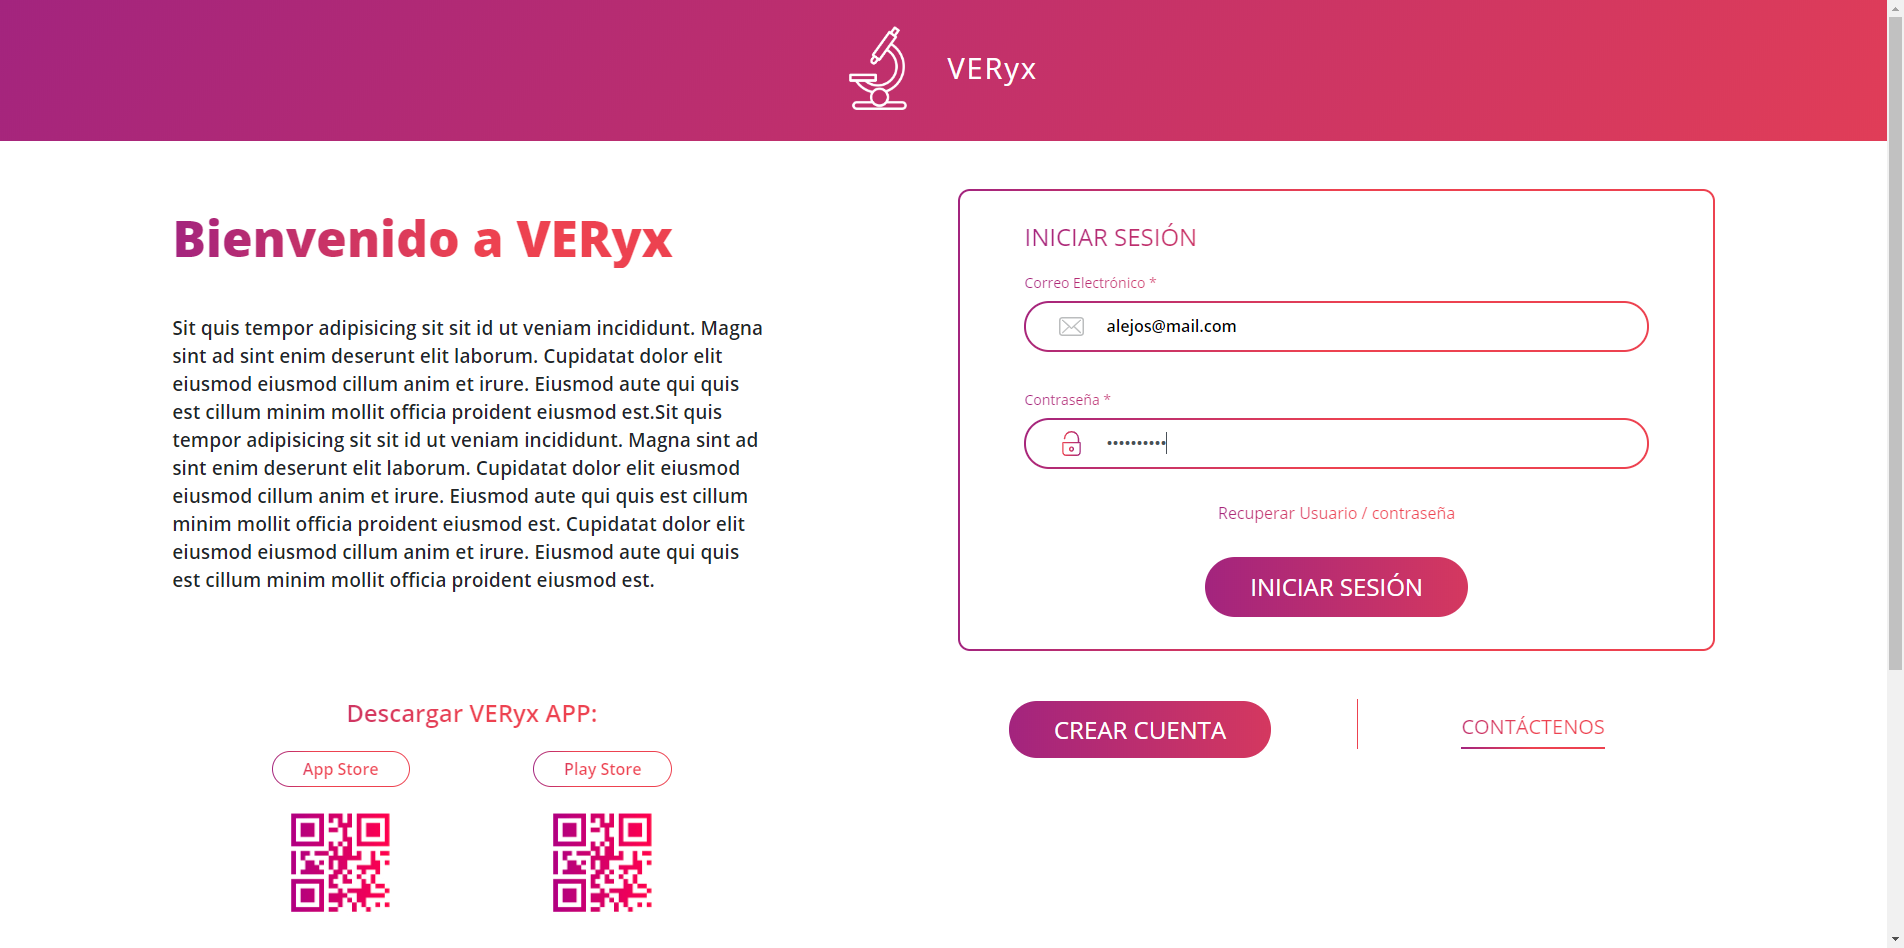 VERyx
Bienvenido a VERyx
Sit quis tempor adipisicing sit sit id ut veniam incididunt. Magna
sint ad sint enim deserunt elit laborum. Cupidatat dolor elit
eiusmod eiusmod cillum anim et irure. Eiusmod aute qui quis
est cillum minim mollit officia proident eiusmod est.Sit quis
tempor adipisicing sit sit id ut veniam incididunt. Magna sint ad
sint enim deserunt elit laborum. Cupidatat dolor elit eiusmod
eiusmod cillum anim et irure. Eiusmod aute qui quis est cillum
minim mollit officia proident eiusmod est. Cupidatat dolor elit
eiusmod eiusmod cillum anim et irure. Eiusmod aute qui quis
est cillum minim mollit officia proident eiusmod est.
Descargar VERyx APP:
App Store
Play Store
INICIAR SESIÓN
Correo Electrónico *
alejos@mail.com
Contraseña *
••••••••••
Recuperar Usuario / contraseña
INICIAR SESIÓN
CREAR CUENTA
CONTÁCTENOS